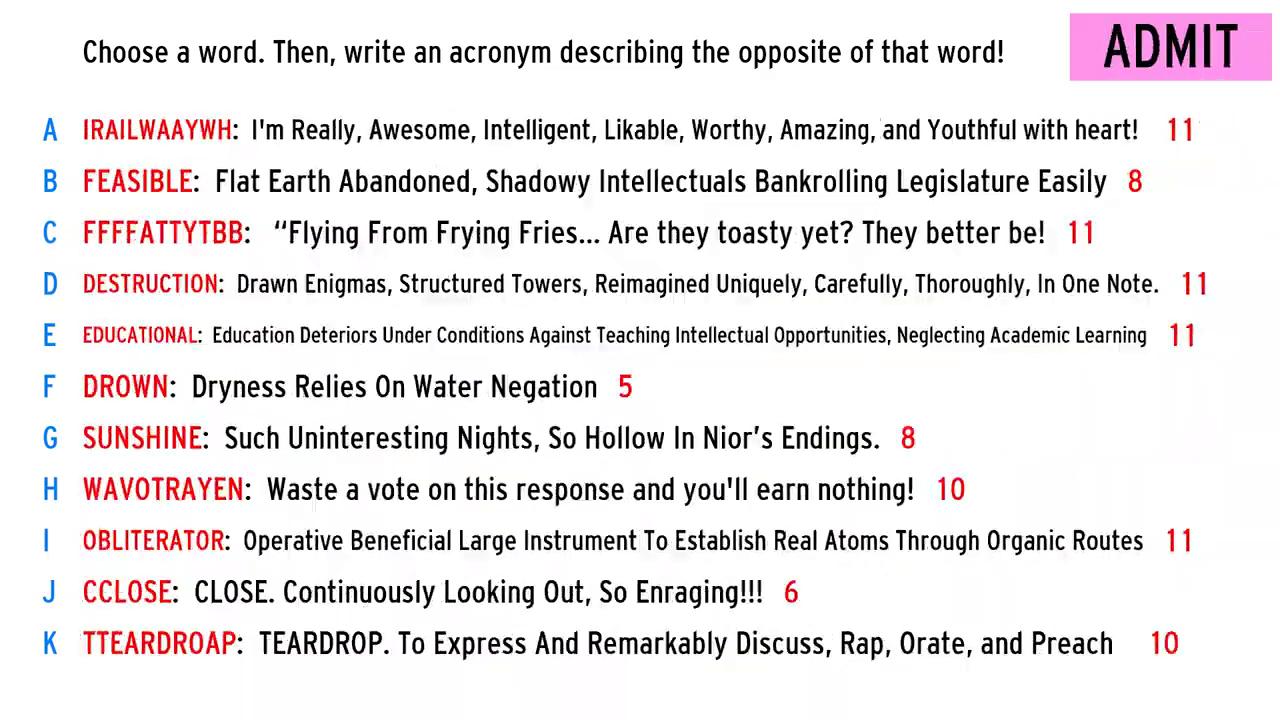 Choose a word. Then, write an acronym describing the opposite of that word!
ADMIT
A IRAILWAAYWH: I'm Really, Awesome, Intelligent, Likable, Worthy, Amazing, and Youthful with heart! 11
B FEASIBLE: Flat Earth Abandoned, Shadowy Intellectuals Bankrolling Legislature Easily 8
C FFFFATTYTBB: “Flying From Frying Fries... Are they toasty yet? They better be! 11
D DESTRUCTION: Drawn Enigmas, Structured Towers, Reimagined Uniquely, Carefully, Thoroughly, In One Note. 11
E EDUCATIONAL: Education Deteriors Under Conditions Against Teaching Intellectual Opportunities, Neglecting Academic Learning 11
F DROWN: Dryness Relies On Water Negation 5
G SUNSHINE: Such Uninteresting Nights, So Hollow In Nior’s Endings. 8
H WAVOTRAYEN: Waste a vote on this response and you'll earn nothing! 10
I OBLITERATOR: Operative Beneficial Large Instrument To Establish Real Atoms Through Organic Routes 11
J CCLOSE: CLOSE. Continuously Looking Out, So Enraging!!! 6
K TTEARDROAP: TEARDROP. To Express And Remarkably Discuss, Rap, Orate, and Preach 10